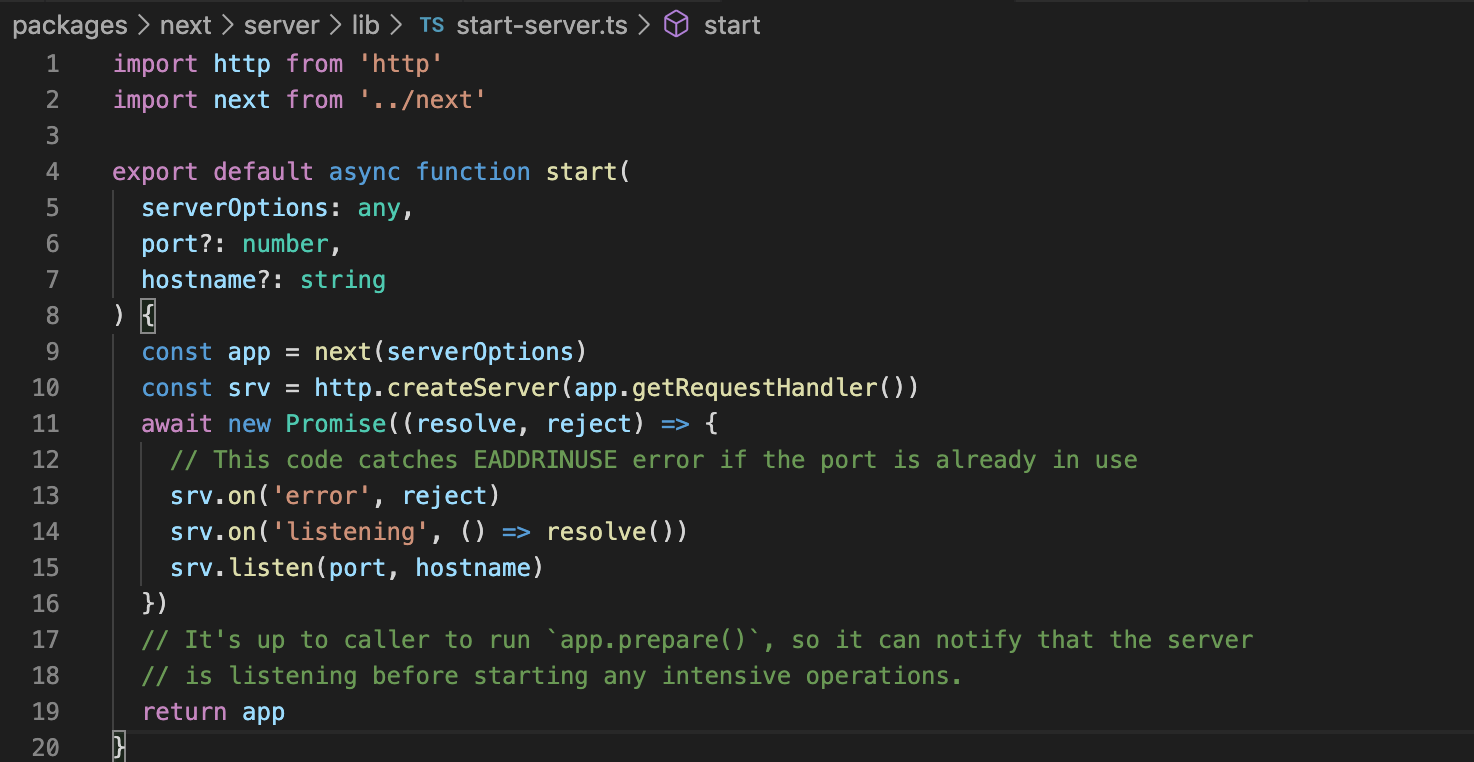 packages > next > server > lib > TS start-server.ts > start
1 import http from 'http'
2 import next from '../next'
3
4 export default async function start(
5   serverOptions: any,
6   port?: number,
7   hostname?: string
8 ) {
9   const app = next(serverOptions)
10   const srv = http.createServer(app.getRequestHandler())
11   await new Promise((resolve, reject) => {
12     // This code catches EADDRINUSE error if the port is already in use
13     srv.on('error', reject)
14     srv.on('listening', () => resolve())
15     srv.listen(port, hostname)
16   })
17   // It's up to caller to run `app.prepare()`, so it can notify that the server
18   // is listening before starting any intensive operations.
19   return app
20 }